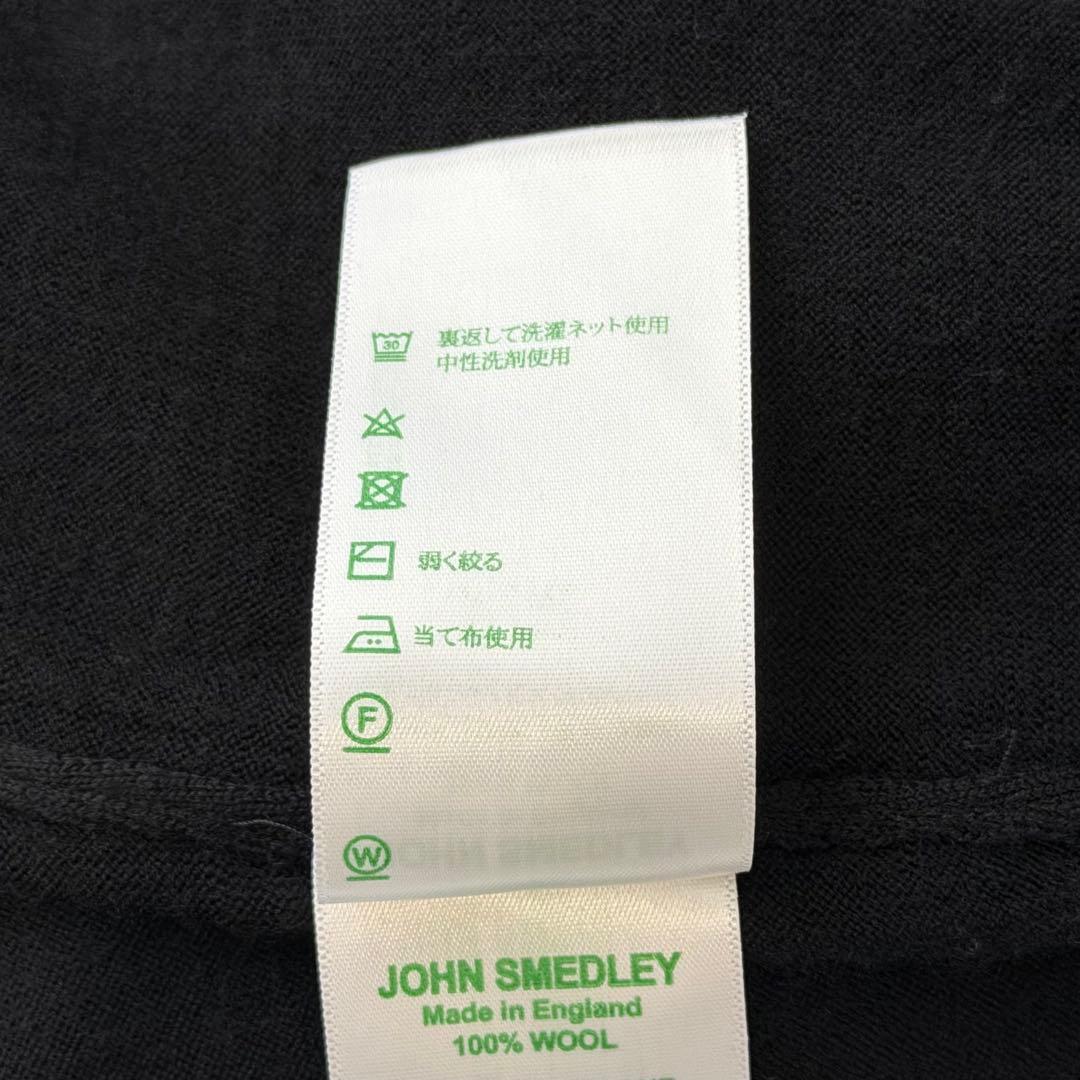 30
裏返して洗濯ネット使用
中性洗剤使用
弱く絞る
当て布使用
F
W
JOHN SMEDLEY
Made in England
100% WOOL